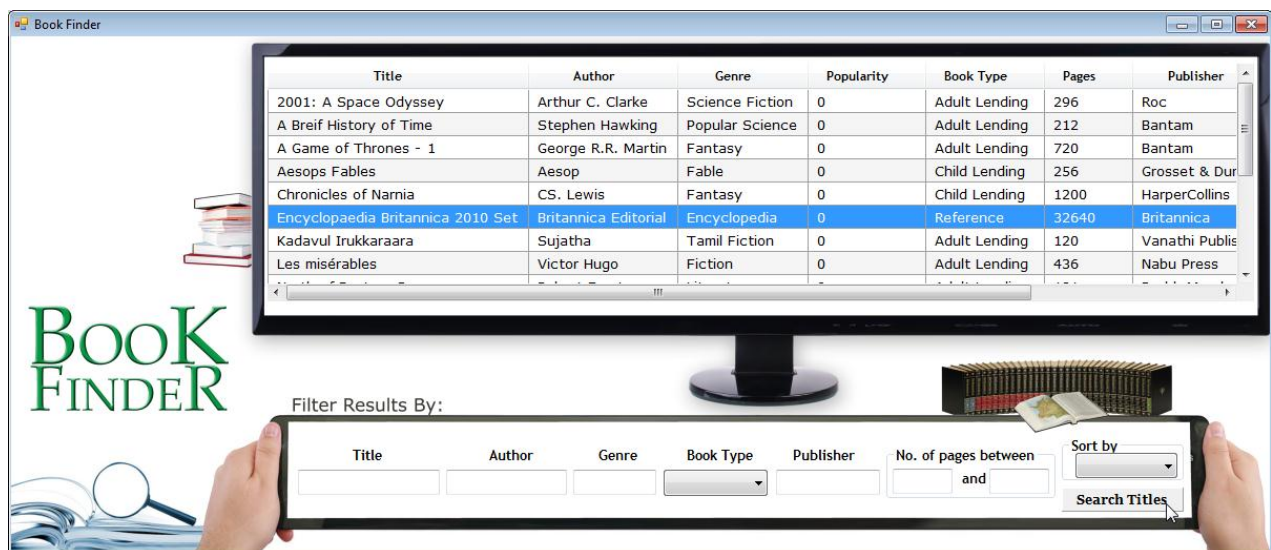 Book Finder
Title Author Genre Popularity Book Type Pages Publisher
2001: A Space Odyssey Arthur C. Clarke Science Fiction 0 Adult Lending 296 Roc
A Breif History of Time Stephen Hawking Popular Science 0 Adult Lending 212 Bantam
A Game of Thrones - 1 George R.R. Martin Fantasy 0 Adult Lending 720 Bantam
Aesops Fables Aesop Fable 0 Child Lending 256 Grosset & Dun
Chronicles of Narnia CS. Lewis Fantasy 0 Child Lending 1200 HarperCollins
Encyclopaedia Britannica 2010 Set Britannica Editorial Encyclopedia 0 Reference 32640 Britannica
Kadavul Irukkaraara Sujatha Tamil Fiction 0 Adult Lending 120 Vanathi Publis
Les misérables Victor Hugo Fiction 0 Adult Lending 436 Nabu Press
BOOK
FINDER
Filter Results By:
Title Author Genre Book Type Publisher No. of pages between Sort by
and
Search Titles